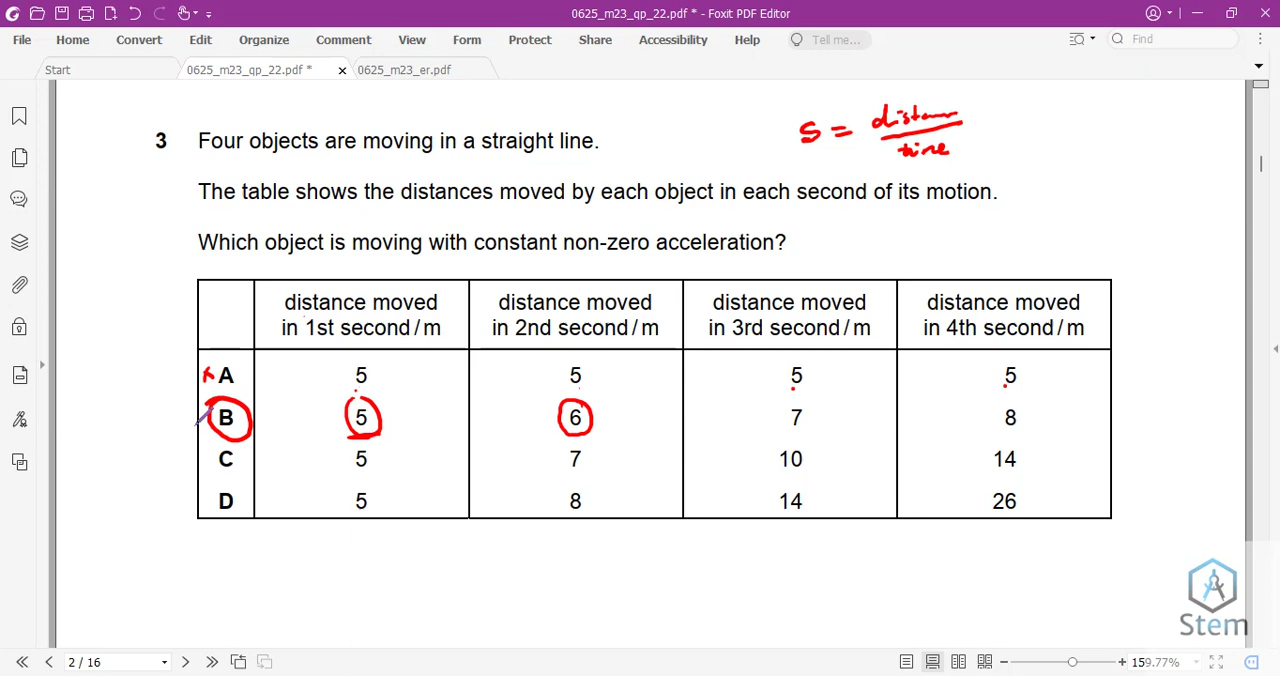 0625_m23_qp_22.pdf * - Foxit PDF Editor
File Home Convert Edit Organize Comment View Form Protect Share Accessibility Help Tell me... Find
Start 0625_m23_qp_22.pdf * 0625_m23_er.pdf
s = distance
time
3 Four objects are moving in a straight line.
The table shows the distances moved by each object in each second of its motion.
Which object is moving with constant non-zero acceleration?
distance moved in 1st second / m
distance moved in 2nd second / m
distance moved in 3rd second / m
distance moved in 4th second / m
A 5 5 5 5
B 5 6 7 8
C 5 7 10 14
D 5 8 14 26
Stem
2 / 16 159.77%